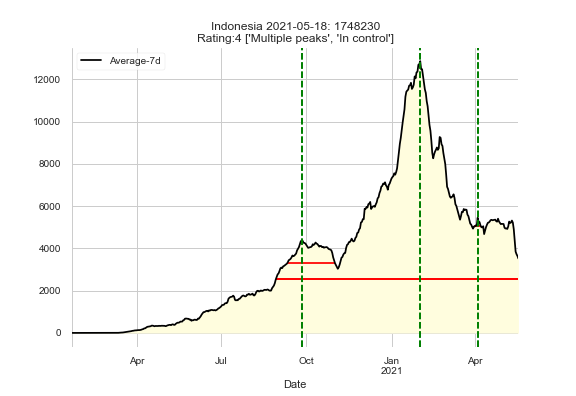 Indonesia 2021-05-18: 1748230
Rating:4 ['Multiple peaks', 'In control']
Average-7d
12000
10000
8000
6000
4000
2000
0
Apr
Jul
Oct
Jan
2021
Apr
Date